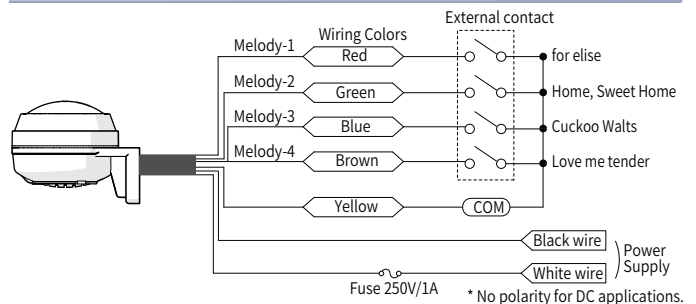 External contact
Wiring Colors
Melody-1 Red for elise
Melody-2 Green Home, Sweet Home
Melody-3 Blue Cuckoo Walts
Melody-4 Brown Love me tender
Yellow COM
Black wire
Power
Supply
White wire
Fuse 250V/1A
* No polarity for DC applications.